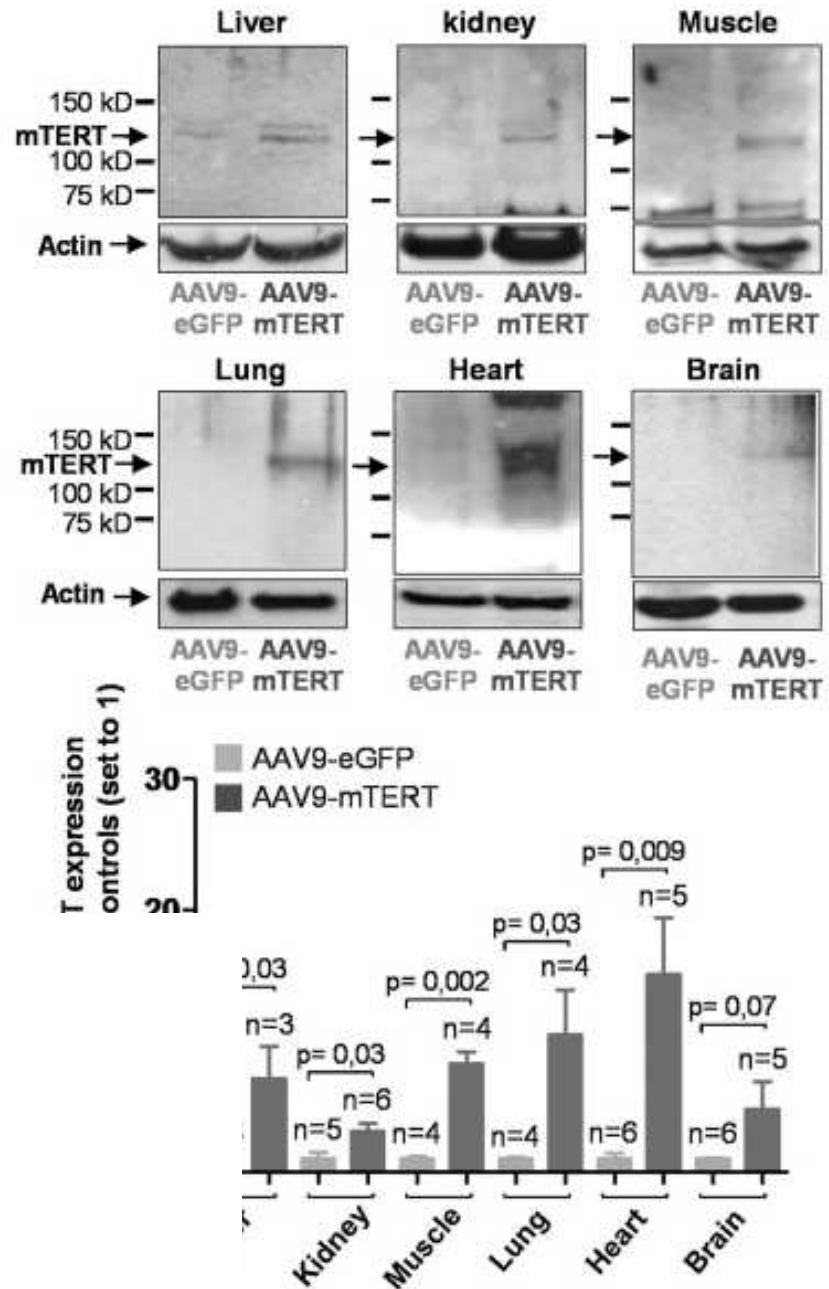 Liver kidney Muscle
150 kD
mTERT
100 kD
75 kD
Actin
AAV9-eGFP AAV9-mTERT AAV9-eGFP AAV9-mTERT AAV9-eGFP AAV9-mTERT
Lung Heart Brain
150 kD
mTERT
100 kD
75 kD
Actin
AAV9-eGFP AAV9-mTERT AAV9-eGFP AAV9-mTERT AAV9-eGFP AAV9-mTERT
T expression
ontrols (set to 1)
30
20
AAV9-eGFP
AAV9-mTERT
0,03 n=3
p= 0,03 n=5 n=6
p= 0,002 n=4 n=4
p= 0,03 n=4 n=4
p= 0,009 n=6 n=5
p= 0,07 n=6 n=5
Kidney Muscle Lung Heart Brain